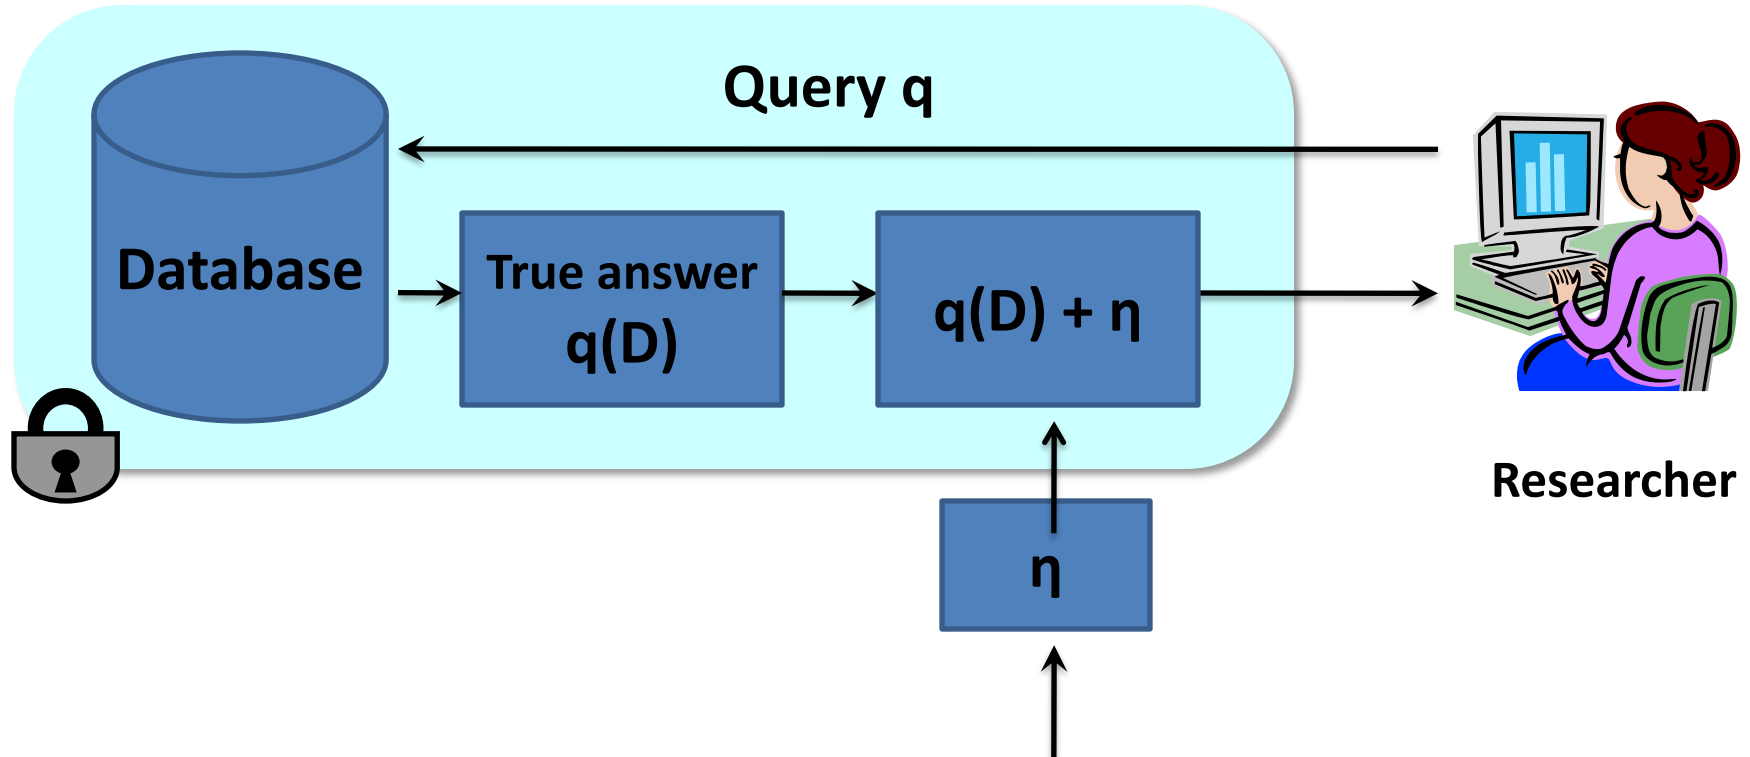 Query q
Database
True answer
q(D)
q(D) + η
η
Researcher